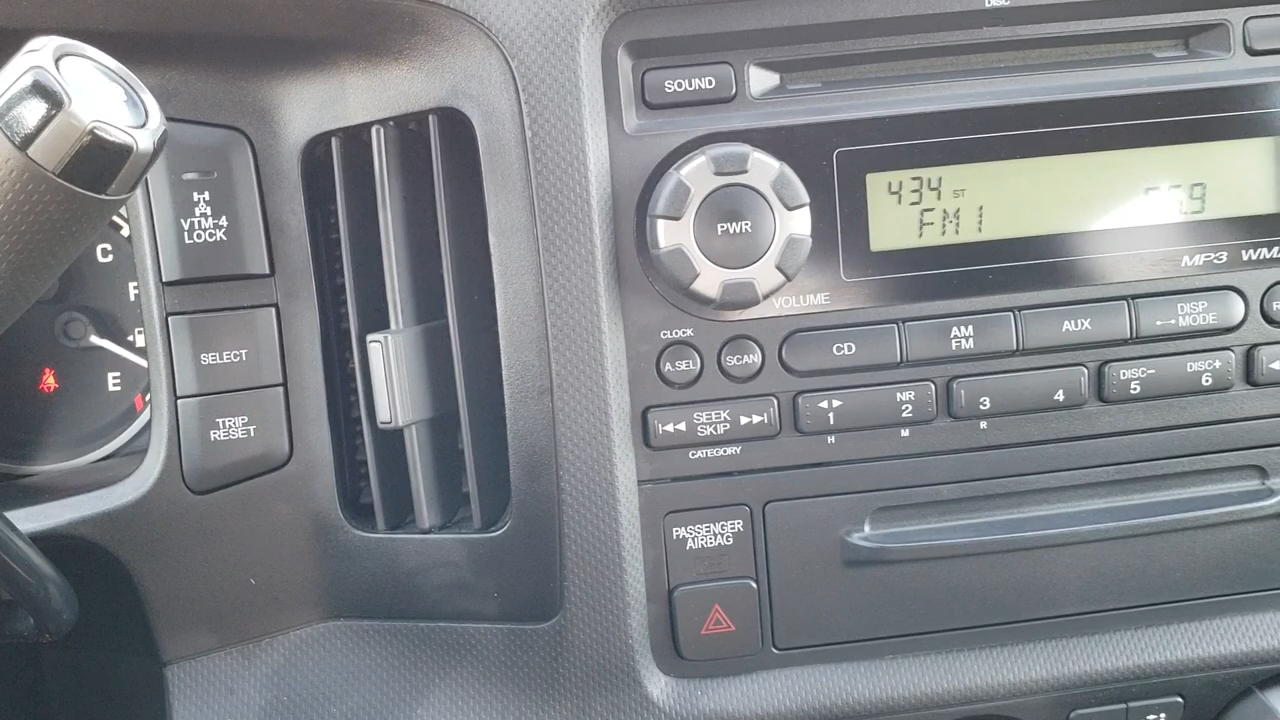 DISC
SOUND
VTM-4
LOCK
C
F
E
SELECT
TRIP
RESET
434 ST
FM1
PWR
VOLUME
MP3 WMA
CLOCK
A.SEL
SCAN
CD
AM
FM
AUX
DISP
MODE
SEEK
SKIP
CATEGORY
1
NR
2
3
4
DISC-
5
DISC+
6
H
M
R
PASSENGER
AIRBAG